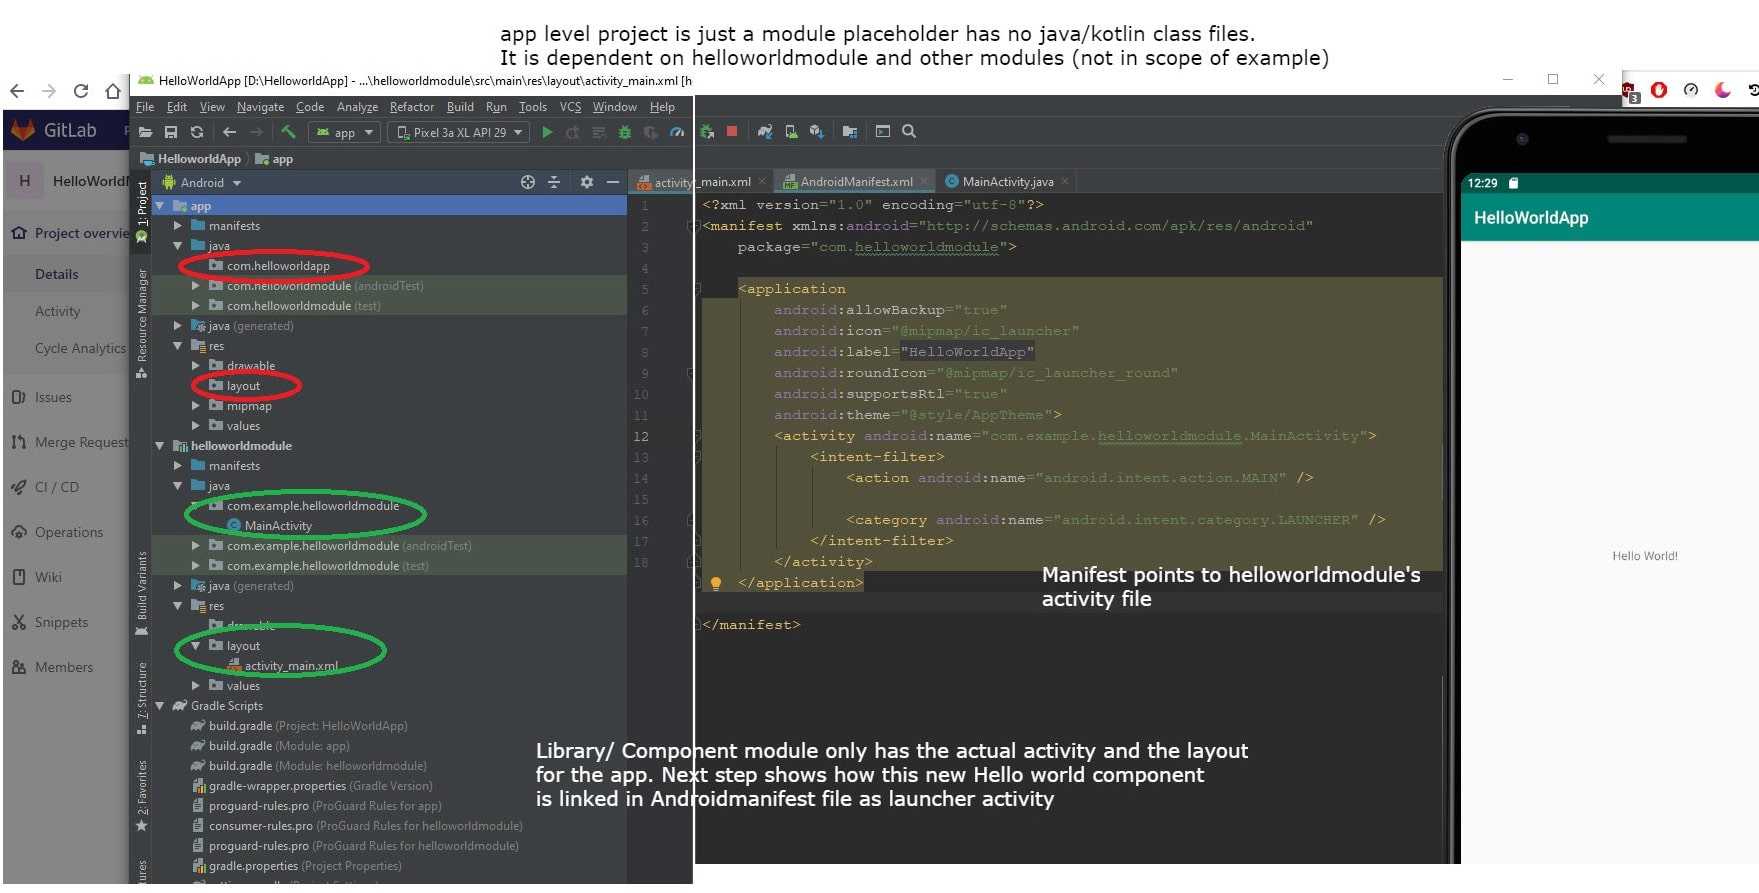 app level project is just a module placeholder has no java/kotlin class files.
It is dependent on helloworldmodule and other modules (not in scope of example)
HelloWorldApp [D:\HelloworldApp] - ...\helloworldmodule\src\main\res\layout\activity_main.xml [h
File Edit View Navigate Code Analyze Refactor Build Run Tools VCS Window Help
3
GitLab
app
Pixel 3a XL API 29
HelloworldApp
app
H
HelloWorldM
Project overvie
Details
Activity
Cycle Analytics
Issues
Merge Request
CI / CD
Operations
Wiki
Snippets
Members
1: Project
Resource Manager
Build Variants
7: Structure
2: Favorites
Android
app
manifests
java
com.helloworldapp
com.helloworldmodule (androidTest)
com.helloworldmodule (test)
java (generated)
res
drawable
layout
mipmap
values
helloworldmodule
manifests
java
com.example.helloworldmodule
MainActivity
com.example.helloworldmodule (androidTest)
com.example.helloworldmodule (test)
java (generated)
res
drawable
layout
activity_main.xml
values
Gradle Scripts
build.gradle (Project: HelloWorldApp)
build.gradle (Module: app)
build.gradle (Module: helloworldmodule)
gradle-wrapper.properties (Gradle Version)
proguard-rules.pro (ProGuard Rules for app)
consumer-rules.pro (ProGuard Rules for helloworldmodule)
proguard-rules.pro (ProGuard Rules for helloworldmodule)
gradle.properties (Project Properties)
activity_main.xml
AndroidManifest.xml
MainActivity.java
1 <?xml version="1.0" encoding="utf-8"?>
2 <manifest xmlns:android="http://schemas.android.com/apk/res/android"
3 package="com.helloworldmodule">
4
5 <application
6 android:allowBackup="true"
7 android:icon="@mipmap/ic_launcher"
8 android:label="HelloWorldApp"
9 android:roundIcon="@mipmap/ic_launcher_round"
10 android:supportsRtl="true"
11 android:theme="@style/AppTheme">
12 <activity android:name="com.example.helloworldmodule.MainActivity">
13 <intent-filter>
14 <action android:name="android.intent.action.MAIN" />
15
16 <category android:name="android.intent.category.LAUNCHER" />
17 </intent-filter>
18 </activity>
</application>
</manifest>
Manifest points to helloworldmodule's
activity file
Library/ Component module only has the actual activity and the layout
for the app. Next step shows how this new Hello world component
is linked in Androidmanifest file as launcher activity
12:29
HelloWorldApp
Hello World!